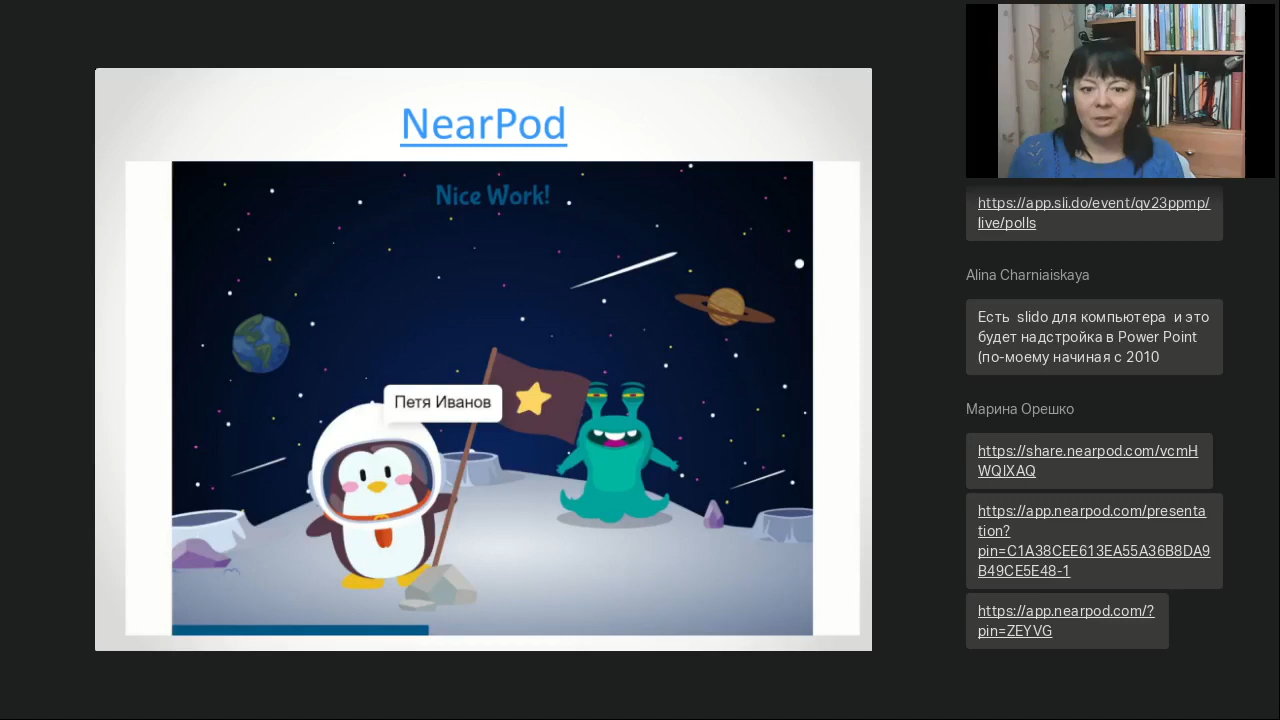 NearPod
Nice Work!
Петя Иванов
https://app.sli.do/event/qv23ppmp/
live/polls
Alina Charniaiskaya
Есть slido для компьютера и это
будет надстройка в Power Point
(по-моему начиная с 2010
Марина Орешко
https://share.nearpod.com/vcmH
WQlXAQ
https://app.nearpod.com/presenta
tion?
pin=C1A38CEE613EA55A36B8DA9
B49CE5E48-1
https://app.nearpod.com/?
pin=ZEYVG